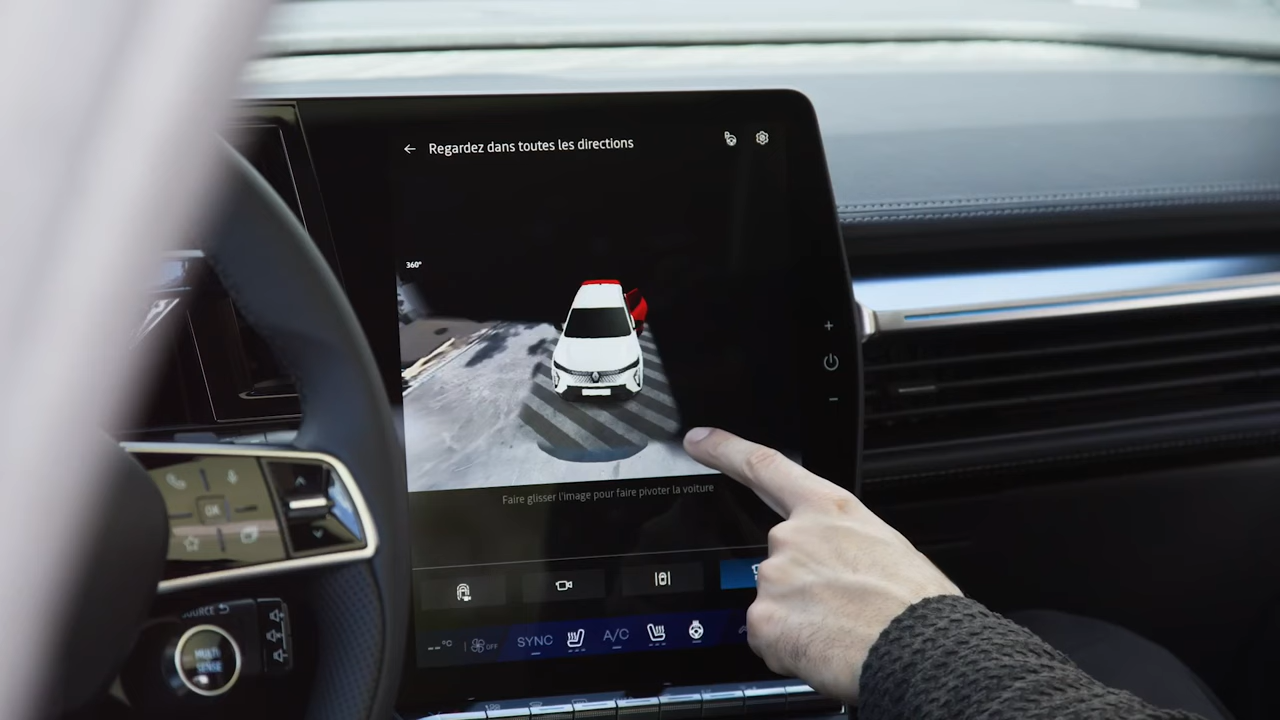 Regardez dans toutes les directions
360°
Faire glisser l'image pour faire pivoter la voiture
OK
SOURCE
MULTI
SENSE
--°C
OFF
SYNC
A/C